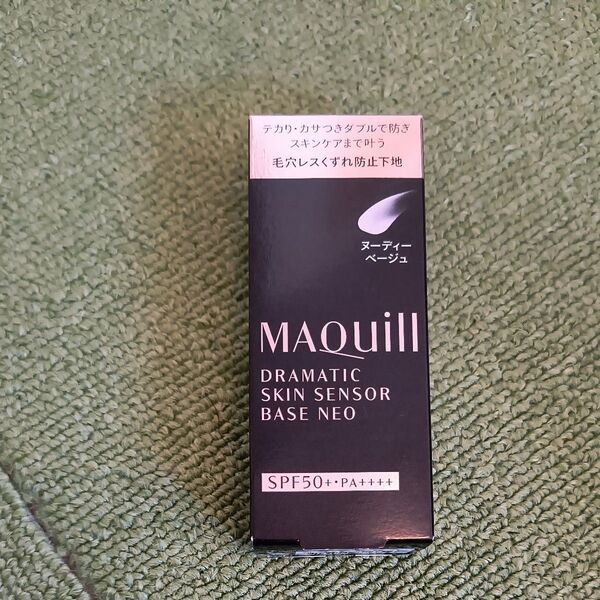 テカリ・カサつきダブルで防ぎ
スキンケアまで叶う
毛穴レスくずれ防止下地
ヌーディー
ベージュ
MAQuill
DRAMATIC
SKIN SENSOR
BASE NEO
SPF50+・PA++++